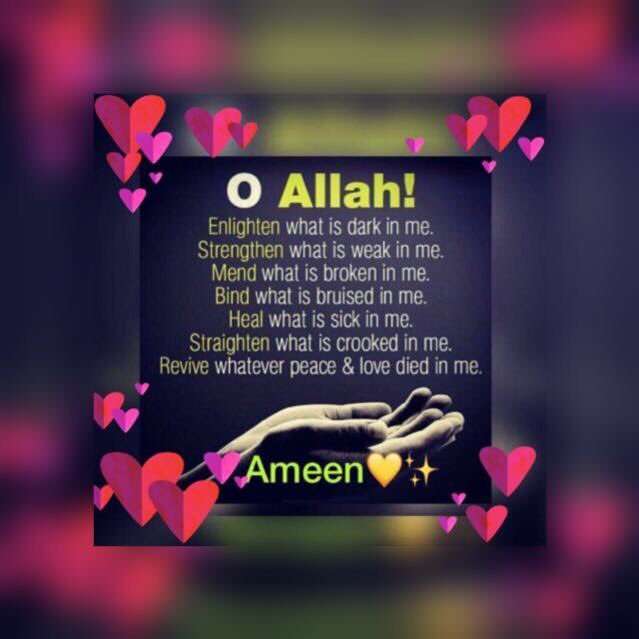 O Allah!
Enlighten what is dark in me.
Strengthen what is weak in me.
Mend what is broken in me.
Bind what is bruised in me.
Heal what is sick in me.
Straighten what is crooked in me.
Revive whatever peace & love died in me.
Ameen💛✨